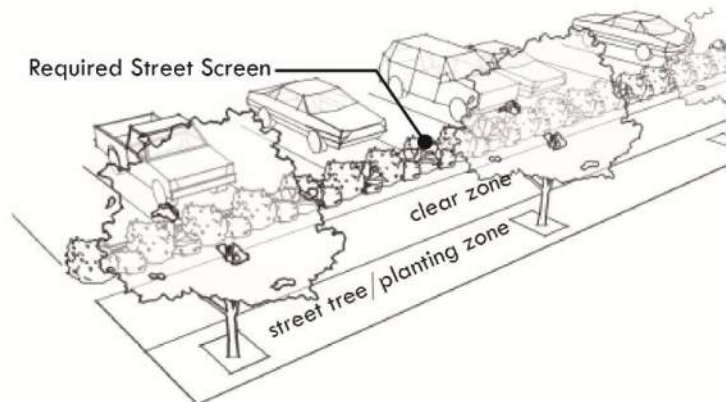 Required Street Screen
clear zone
street tree/planting zone